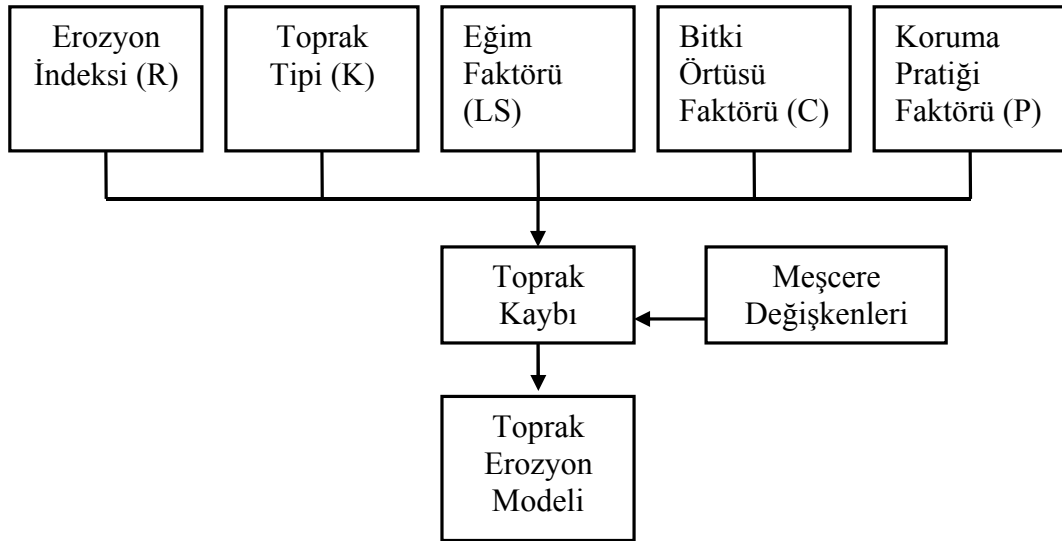 Erozyon
İndeksi (R)
Toprak
Tipi (K)
Eğim
Faktörü
(LS)
Bitki
Örtüsü
Faktörü (C)
Koruma
Pratiği
Faktörü (P)
Toprak
Kaybı
Meşcere
Değişkenleri
Toprak
Erozyon
Modeli